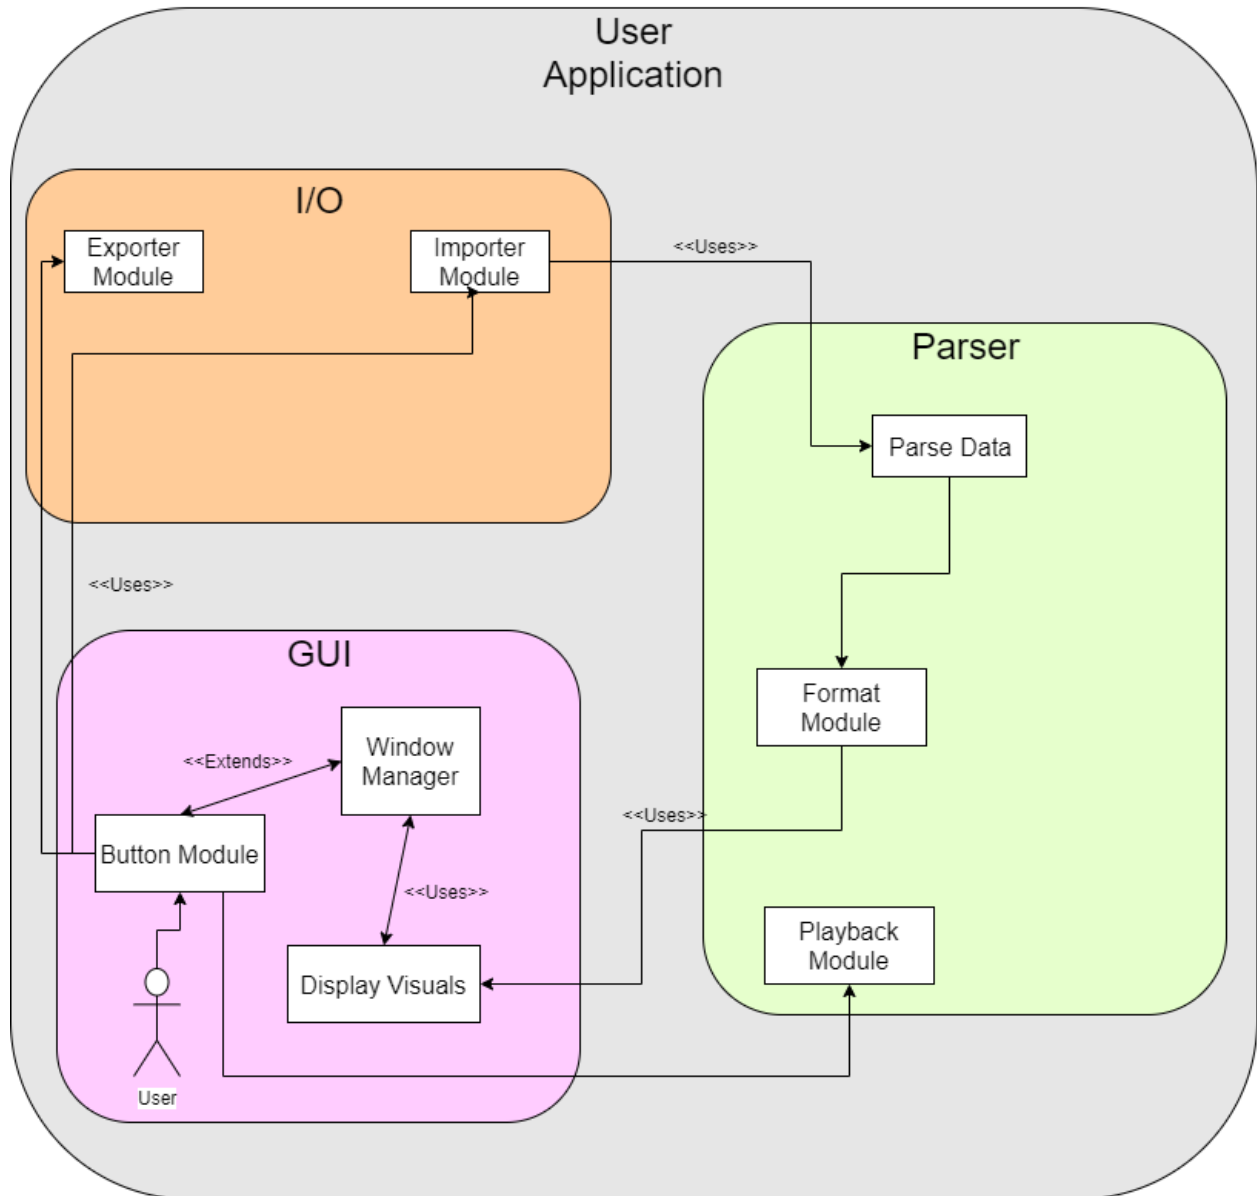 User
Application
I/O
Exporter
Module
Importer
Module
<<Uses>>
Parser
Parse Data
<<Uses>>
GUI
Format
Module
Window
Manager
<<Extends>>
<<Uses>>
Button Module
<<Uses>>
Playback
Module
Display Visuals
User